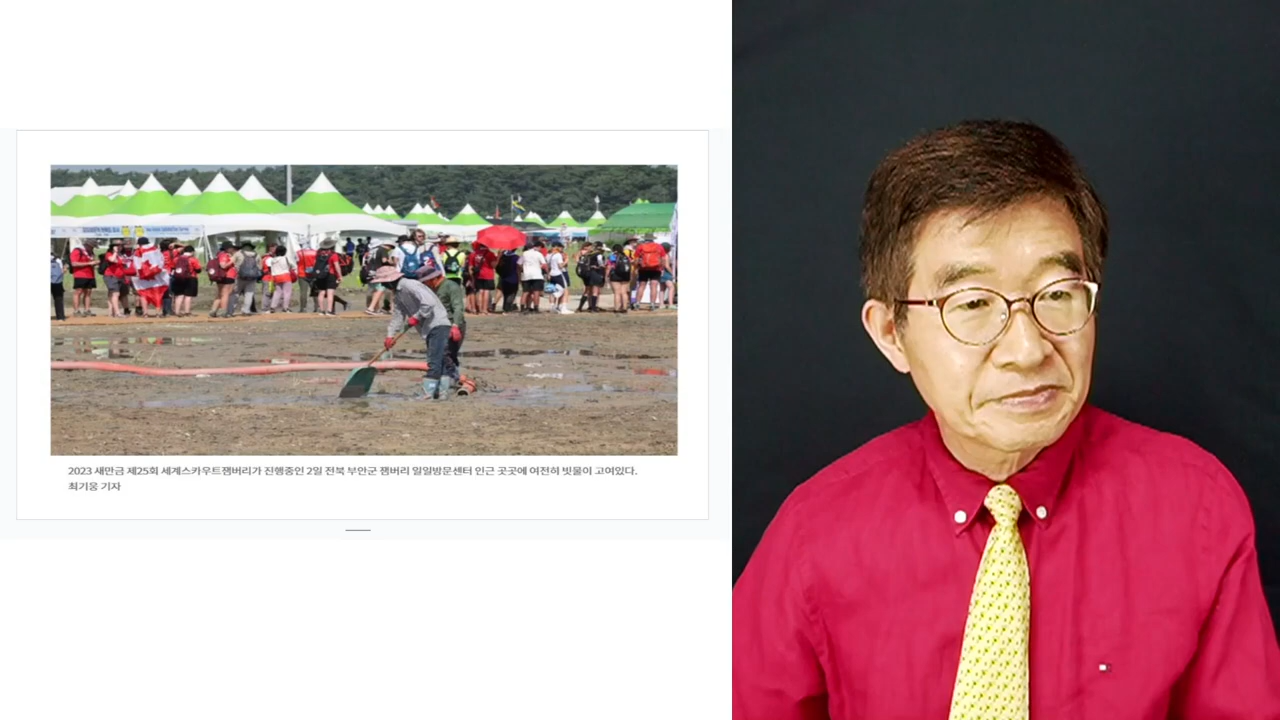 2023 새만금 제25회 세계스카우트잼버리가 진행중인 2일 전북 부안군 잼버리 일일방문센터 인근 곳곳에 여전히 빗물이 고여있다.
최기웅 기자